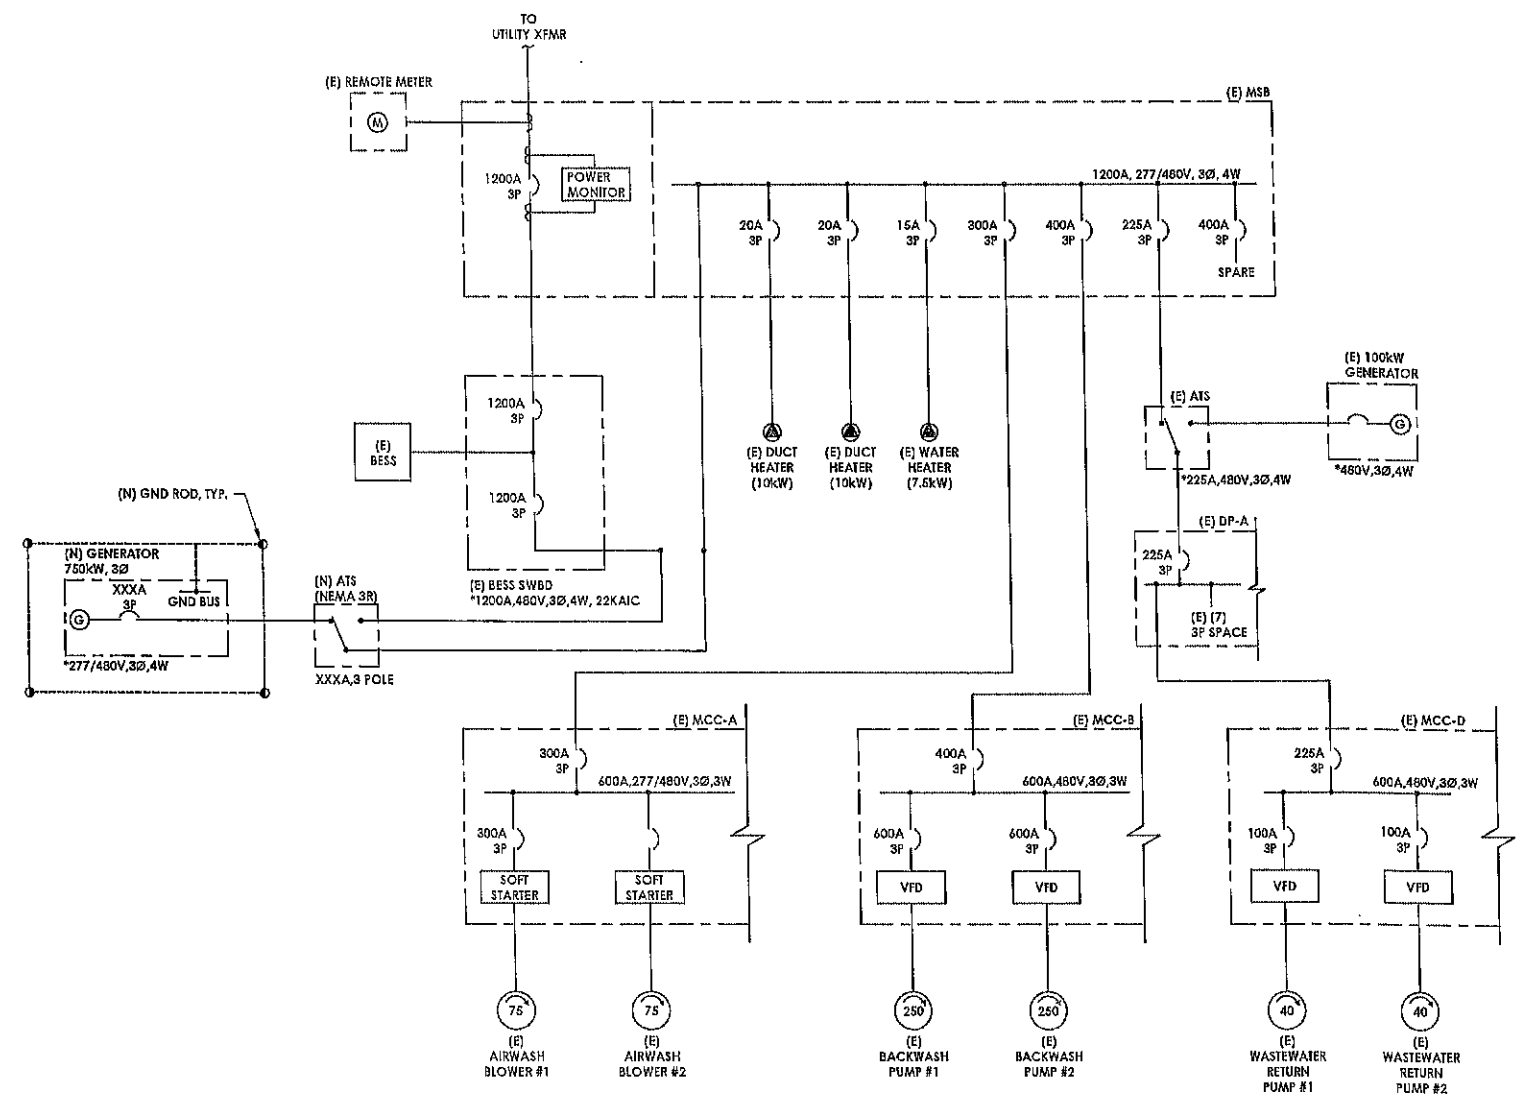 TO
UTILITY XFMR
(E) REMOTE METER
M
(E) MSB
1200A
3P
POWER
MONITOR
1200A, 277/480V, 3Ø, 4W
20A
3P
20A
3P
15A
3P
300A
3P
400A
3P
225A
3P
400A
3P
SPARE
(E) DUCT
HEATER
(10kW)
(E) DUCT
HEATER
(10kW)
(E) WATER
HEATER
(7.5kW)
(E) 100kW
GENERATOR
G
*480V,3Ø,4W
(E) ATS
*225A,480V,3Ø,4W
1200A
3P
(E)
BESS
1200A
3P
(E) BESS SWBD
*1200A,480V,3Ø,4W, 22KAIC
(N) GND ROD, TYP.
(N) GENERATOR
750kW, 3Ø
XXXA
3P
GND BUS
G
*277/480V,3Ø,4W
(N) ATS
(NEMA 3R)
XXXA,3 POLE
(E) DP-A
225A
3P
(E) (7)
3P SPACE
(E) MCC-A
300A
3P
600A,277/480V,3Ø,3W
300A
3P
SOFT
STARTER
SOFT
STARTER
75
(E)
AIRWASH
BLOWER #1
75
(E)
AIRWASH
BLOWER #2
(E) MCC-B
400A
3P
600A,480V,3Ø,3W
600A
3P
600A
3P
VFD
VFD
250
(E)
BACKWASH
PUMP #1
250
(E)
BACKWASH
PUMP #2
(E) MCC-D
225A
3P
600A,480V,3Ø,3W
100A
3P
100A
3P
VFD
VFD
40
(E)
WASTEWATER
RETURN
PUMP #1
40
(E)
WASTEWATER
RETURN
PUMP #2